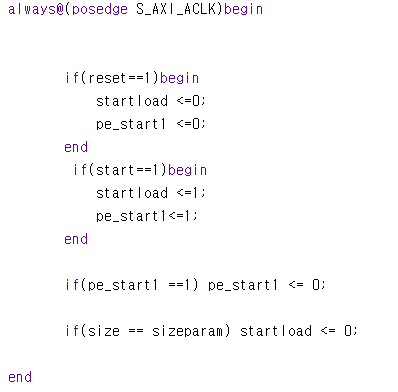 always@(posedge S_AXI_ACLK)begin
if(reset==1)begin
startload <=0;
pe_start1 <=0;
end
if(start==1)begin
startload <=1;
pe_start1<=1;
end
if(pe_start1 ==1) pe_start1 <= 0;
if(size == sizeparam) startload <= 0;
end